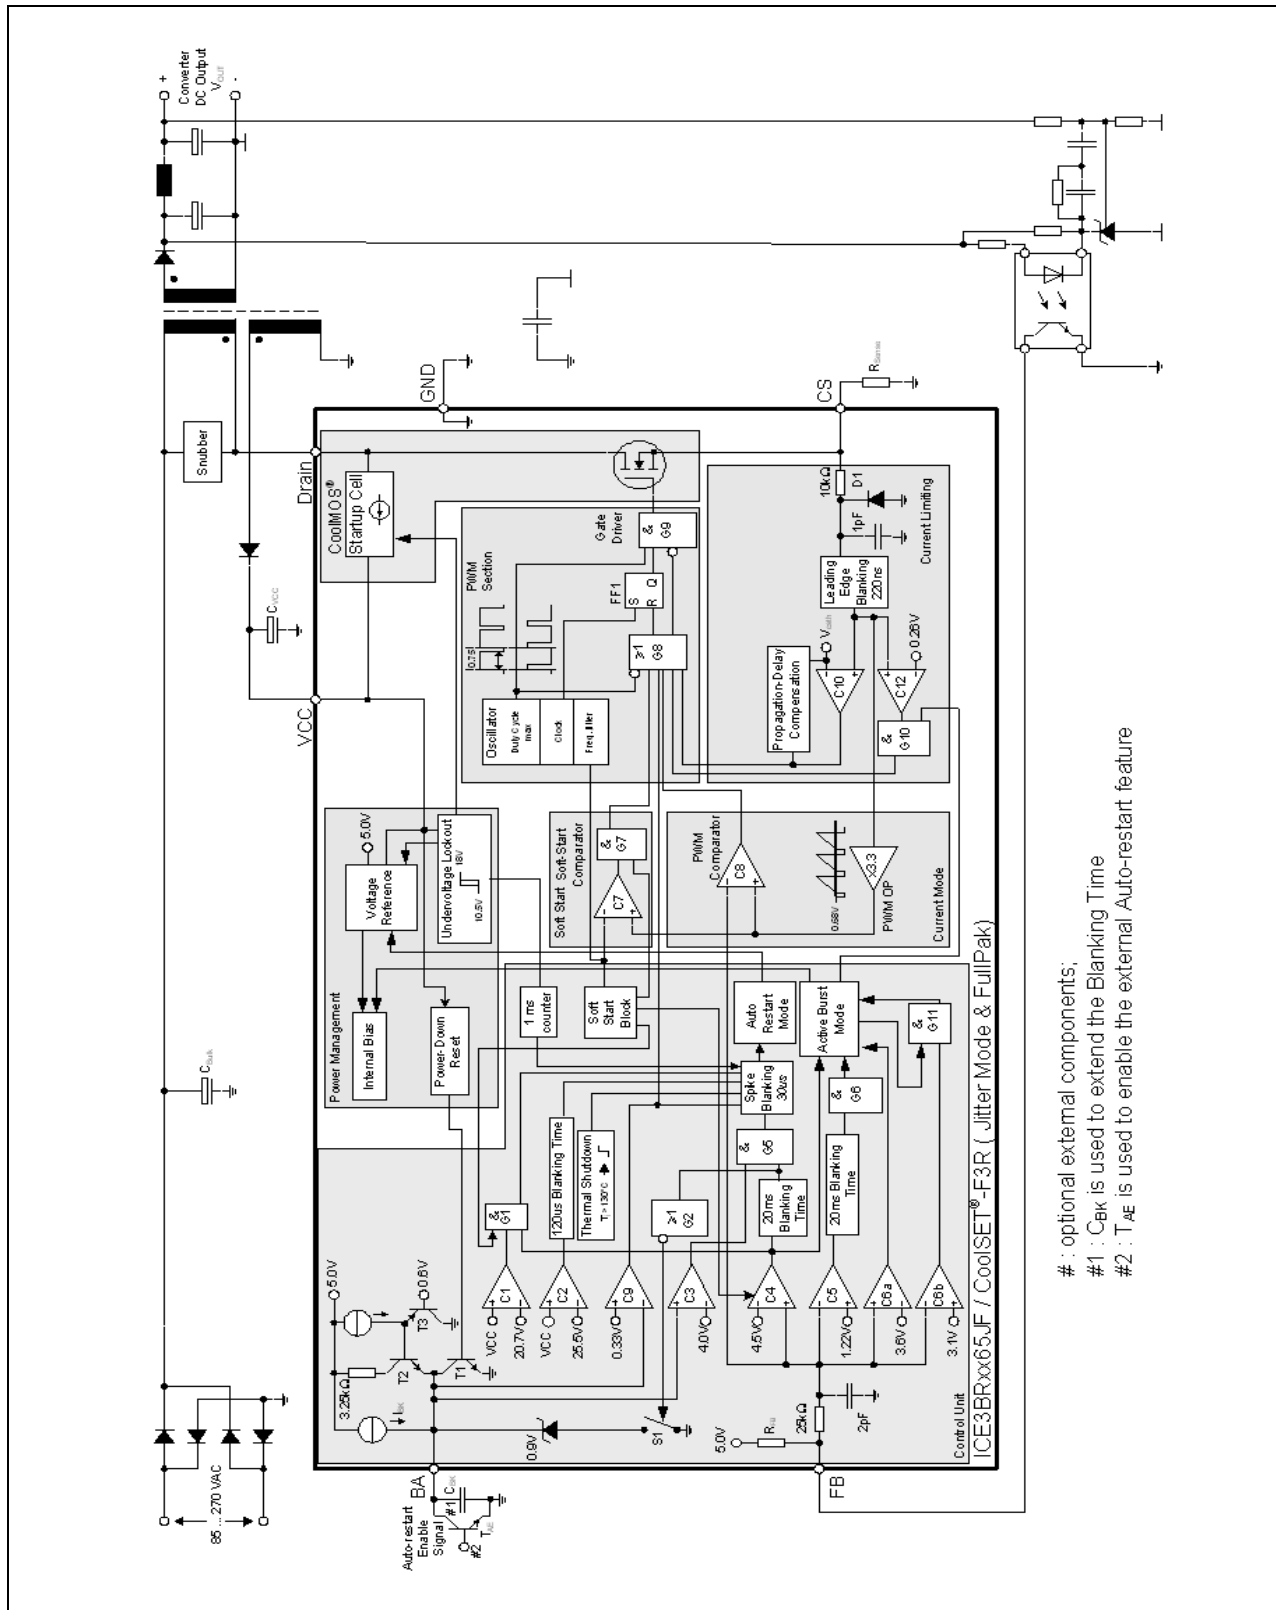 +
Converter
DC Output
VOUT
-
Snubber
CBulk
85 ... 270 VAC
CVCC
Drain
GND
CS
RSense
VCC
CoolMOS®
Startup Cell
PWM
Section
0.75
Oscillator
Duty Cycle
max
Clock
Freq. Jitter
Gate
Driver
&
G9
FF1
S
R
Q
≥1
G8
Power Management
Internal Bias
Voltage
Reference
5.0V
Undervoltage Lockout
18V
10.5V
Power-Down
Reset
10kΩ
D1
1pF
Leading
Edge
Blanking
220ns
Current Limiting
Propagation-Delay
Compensation
Vcsth
C10
C12
0.26V
&
G10
Soft Start
Soft-Start
Comparator
&
G7
C7
PWM
Comparator
C8
0.68V
x3.3
PWM OP
Current Mode
1 ms
counter
Soft
Start
Block
Auto
Restart
Mode
Active Burst
Mode
&
G11
Spike
Blanking
30us
&
G6
&
G5
&
G1
120us Blanking Time
Thermal Shutdown
Tj >130°C
≥1
G2
20ms
Blanking
Time
20ms Blanking
Time
5.0V
3.25kΩ
IBK
T2
T3
0.6V
T1
VCC
20.7V
C1
VCC
25.5V
C2
0.33V
C9
4.0V
C3
4.5V
C4
1.22V
C5
3.6V
C6a
3.1V
C6b
0.9V
S1
5.0V
RFB
25kΩ
2pF
Control Unit
ICE3BRxx65JF / CoolSET®-F3R ( Jitter Mode & FullPak)
BA
FB
Auto-restart
Enable
Signal
#1
CBK
#2
TAE
# : optional external components;
#1 : CBK is used to extend the Blanking Time
#2 : TAE is used to enable the external Auto-restart feature